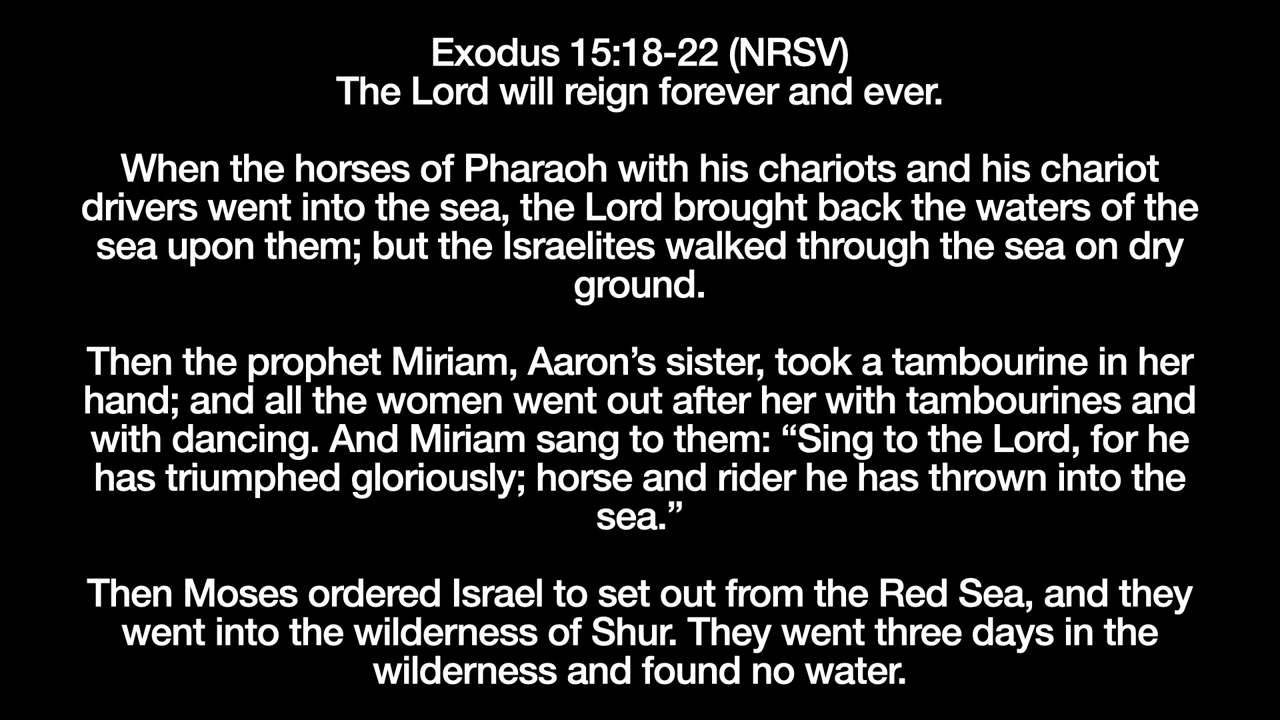 Exodus 15:18-22 (NRSV)
The Lord will reign forever and ever.
When the horses of Pharaoh with his chariots and his chariot
drivers went into the sea, the Lord brought back the waters of the
sea upon them; but the Israelites walked through the sea on dry
ground.
Then the prophet Miriam, Aaron’s sister, took a tambourine in her
hand; and all the women went out after her with tambourines and
with dancing. And Miriam sang to them: “Sing to the Lord, for he
has triumphed gloriously; horse and rider he has thrown into the
sea.”
Then Moses ordered Israel to set out from the Red Sea, and they
went into the wilderness of Shur. They went three days in the
wilderness and found no water.